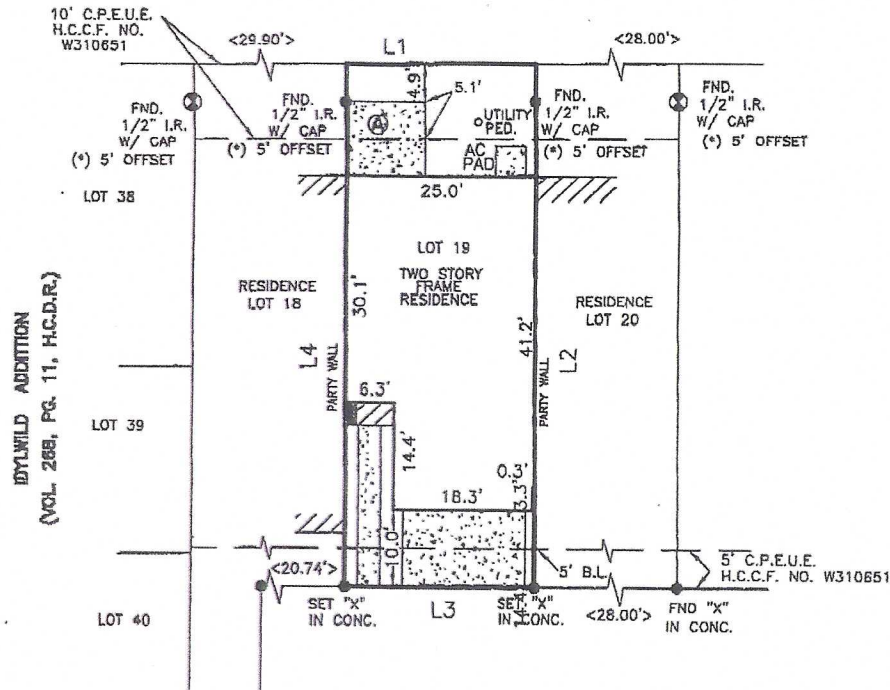 10' C.P.E.U.E.
H.C.C.F. NO.
W310651
<29.90'>
L1
<28.00'>
4.9'
5.1'
FND.
1/2" I.R.
W/ CAP
(*) 5' OFFSET
FND.
1/2" I.R.
W/ CAP
(*) 5' OFFSET
A
UTILITY
PED.
AC
PAD
FND.
1/2" I.R.
W/ CAP
(*) 5' OFFSET
FND.
1/2" I.R.
W/ CAP
(*) 5' OFFSET
LOT 38
25.0'
LOT 19
TWO STORY
FRAME
RESIDENCE
RESIDENCE
LOT 18
RESIDENCE
LOT 20
30.1'
41.2'
L4
PARTY WALL
PARTY WALL
L2
IDYLWILD ADDITION
(VOL. 268, PG. 11, H.C.D.R.)
6.3'
LOT 39
14.4'
0.3'
3.3'
18.3'
10.0'
5' B.L.
5' C.P.E.U.E.
H.C.C.F. NO. W310651
<20.74'>
LOT 40
SET "X"
IN CONC.
L3
SET "X"
IN CONC.
<28.00'>
FND "X"
IN CONC.